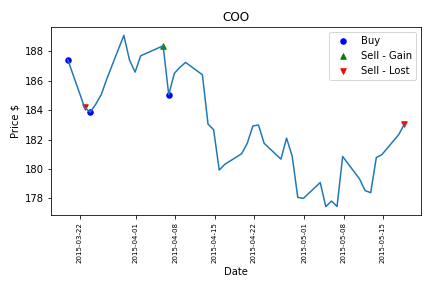 COO
Buy
Sell - Gain
Sell - Lost
Price $
188
186
184
182
180
178
2015-03-22
2015-04-01
2015-04-08
2015-04-15
2015-04-22
2015-05-01
2015-05-08
2015-05-15
Date